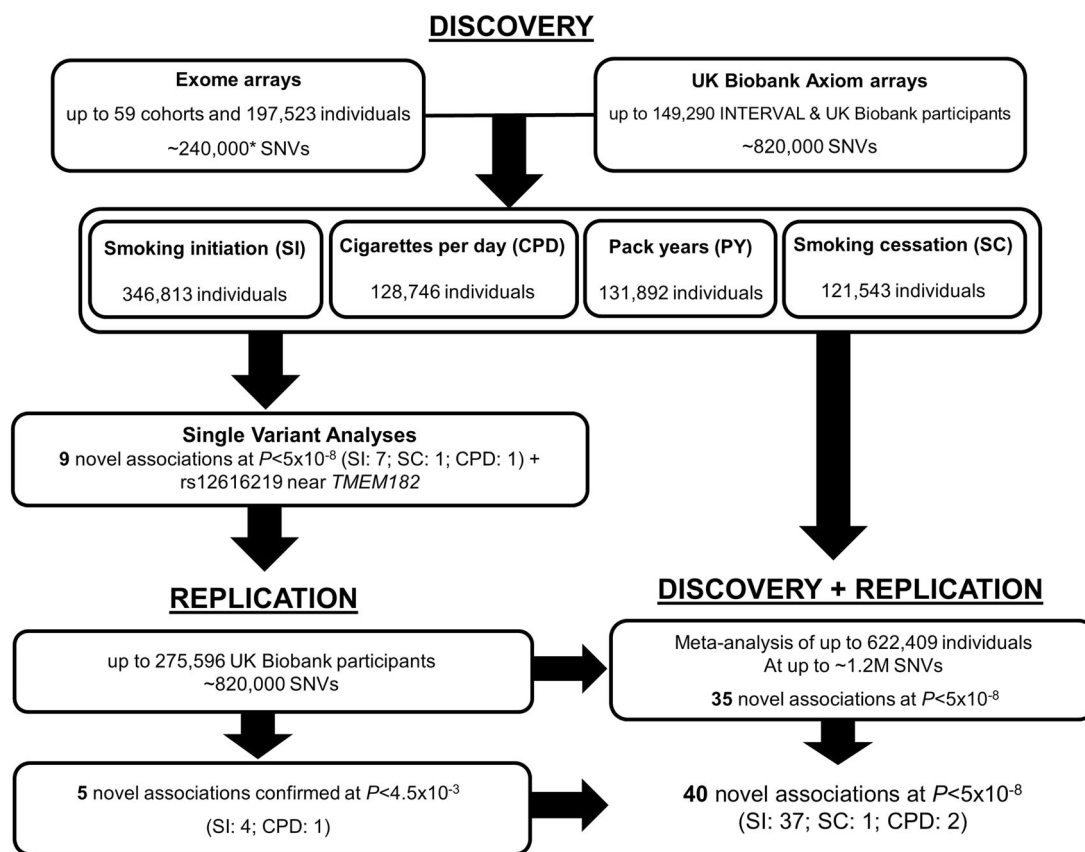 DISCOVERY
Exome arrays
up to 59 cohorts and 197,523 individuals
~240,000* SNVs
UK Biobank Axiom arrays
up to 149,290 INTERVAL & UK Biobank participants
~820,000 SNVs
Smoking initiation (SI)
346,813 individuals
Cigarettes per day (CPD)
128,746 individuals
Pack years (PY)
131,892 individuals
Smoking cessation (SC)
121,543 individuals
Single Variant Analyses
9 novel associations at P<5x10⁻⁸ (SI: 7; SC: 1; CPD: 1) +
rs12616219 near TMEM182
REPLICATION
up to 275,596 UK Biobank participants
~820,000 SNVs
5 novel associations confirmed at P<4.5x10⁻³
(SI: 4; CPD: 1)
DISCOVERY + REPLICATION
Meta-analysis of up to 622,409 individuals
At up to ~1.2M SNVs
35 novel associations at P<5x10⁻⁸
40 novel associations at P<5x10⁻⁸
(SI: 37; SC: 1; CPD: 2)